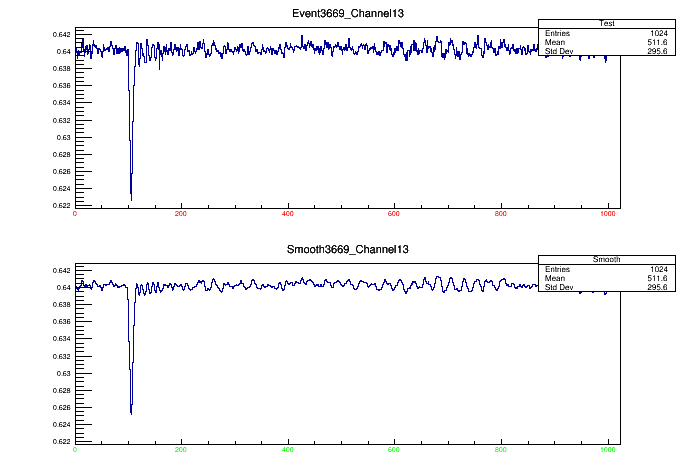 Event3669_Channel13
Test
Entries 1024
Mean 511.6
Std Dev 295.6
0.642
0.64
0.638
0.636
0.634
0.632
0.63
0.628
0.626
0.624
0.622
0 200 400 600 800 1000
Smooth3669_Channel13
Smooth
Entries 1024
Mean 511.6
Std Dev 295.6
0.642
0.64
0.638
0.636
0.634
0.632
0.63
0.628
0.626
0.624
0.622
0 200 400 600 800 1000